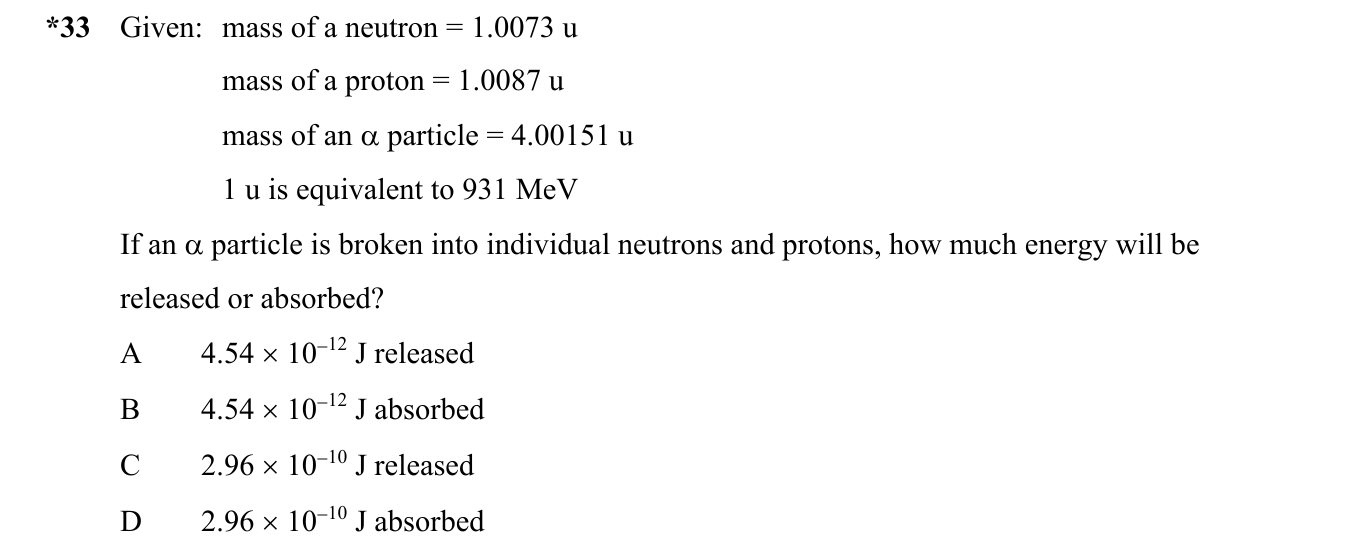 *33 Given: mass of a neutron = 1.0073 u
mass of a proton = 1.0087 u
mass of an α particle = 4.00151 u
1 u is equivalent to 931 MeV
If an α particle is broken into individual neutrons and protons, how much energy will be
released or absorbed?
A 4.54 × 10⁻¹² J released
B 4.54 × 10⁻¹² J absorbed
C 2.96 × 10⁻¹⁰ J released
D 2.96 × 10⁻¹⁰ J absorbed